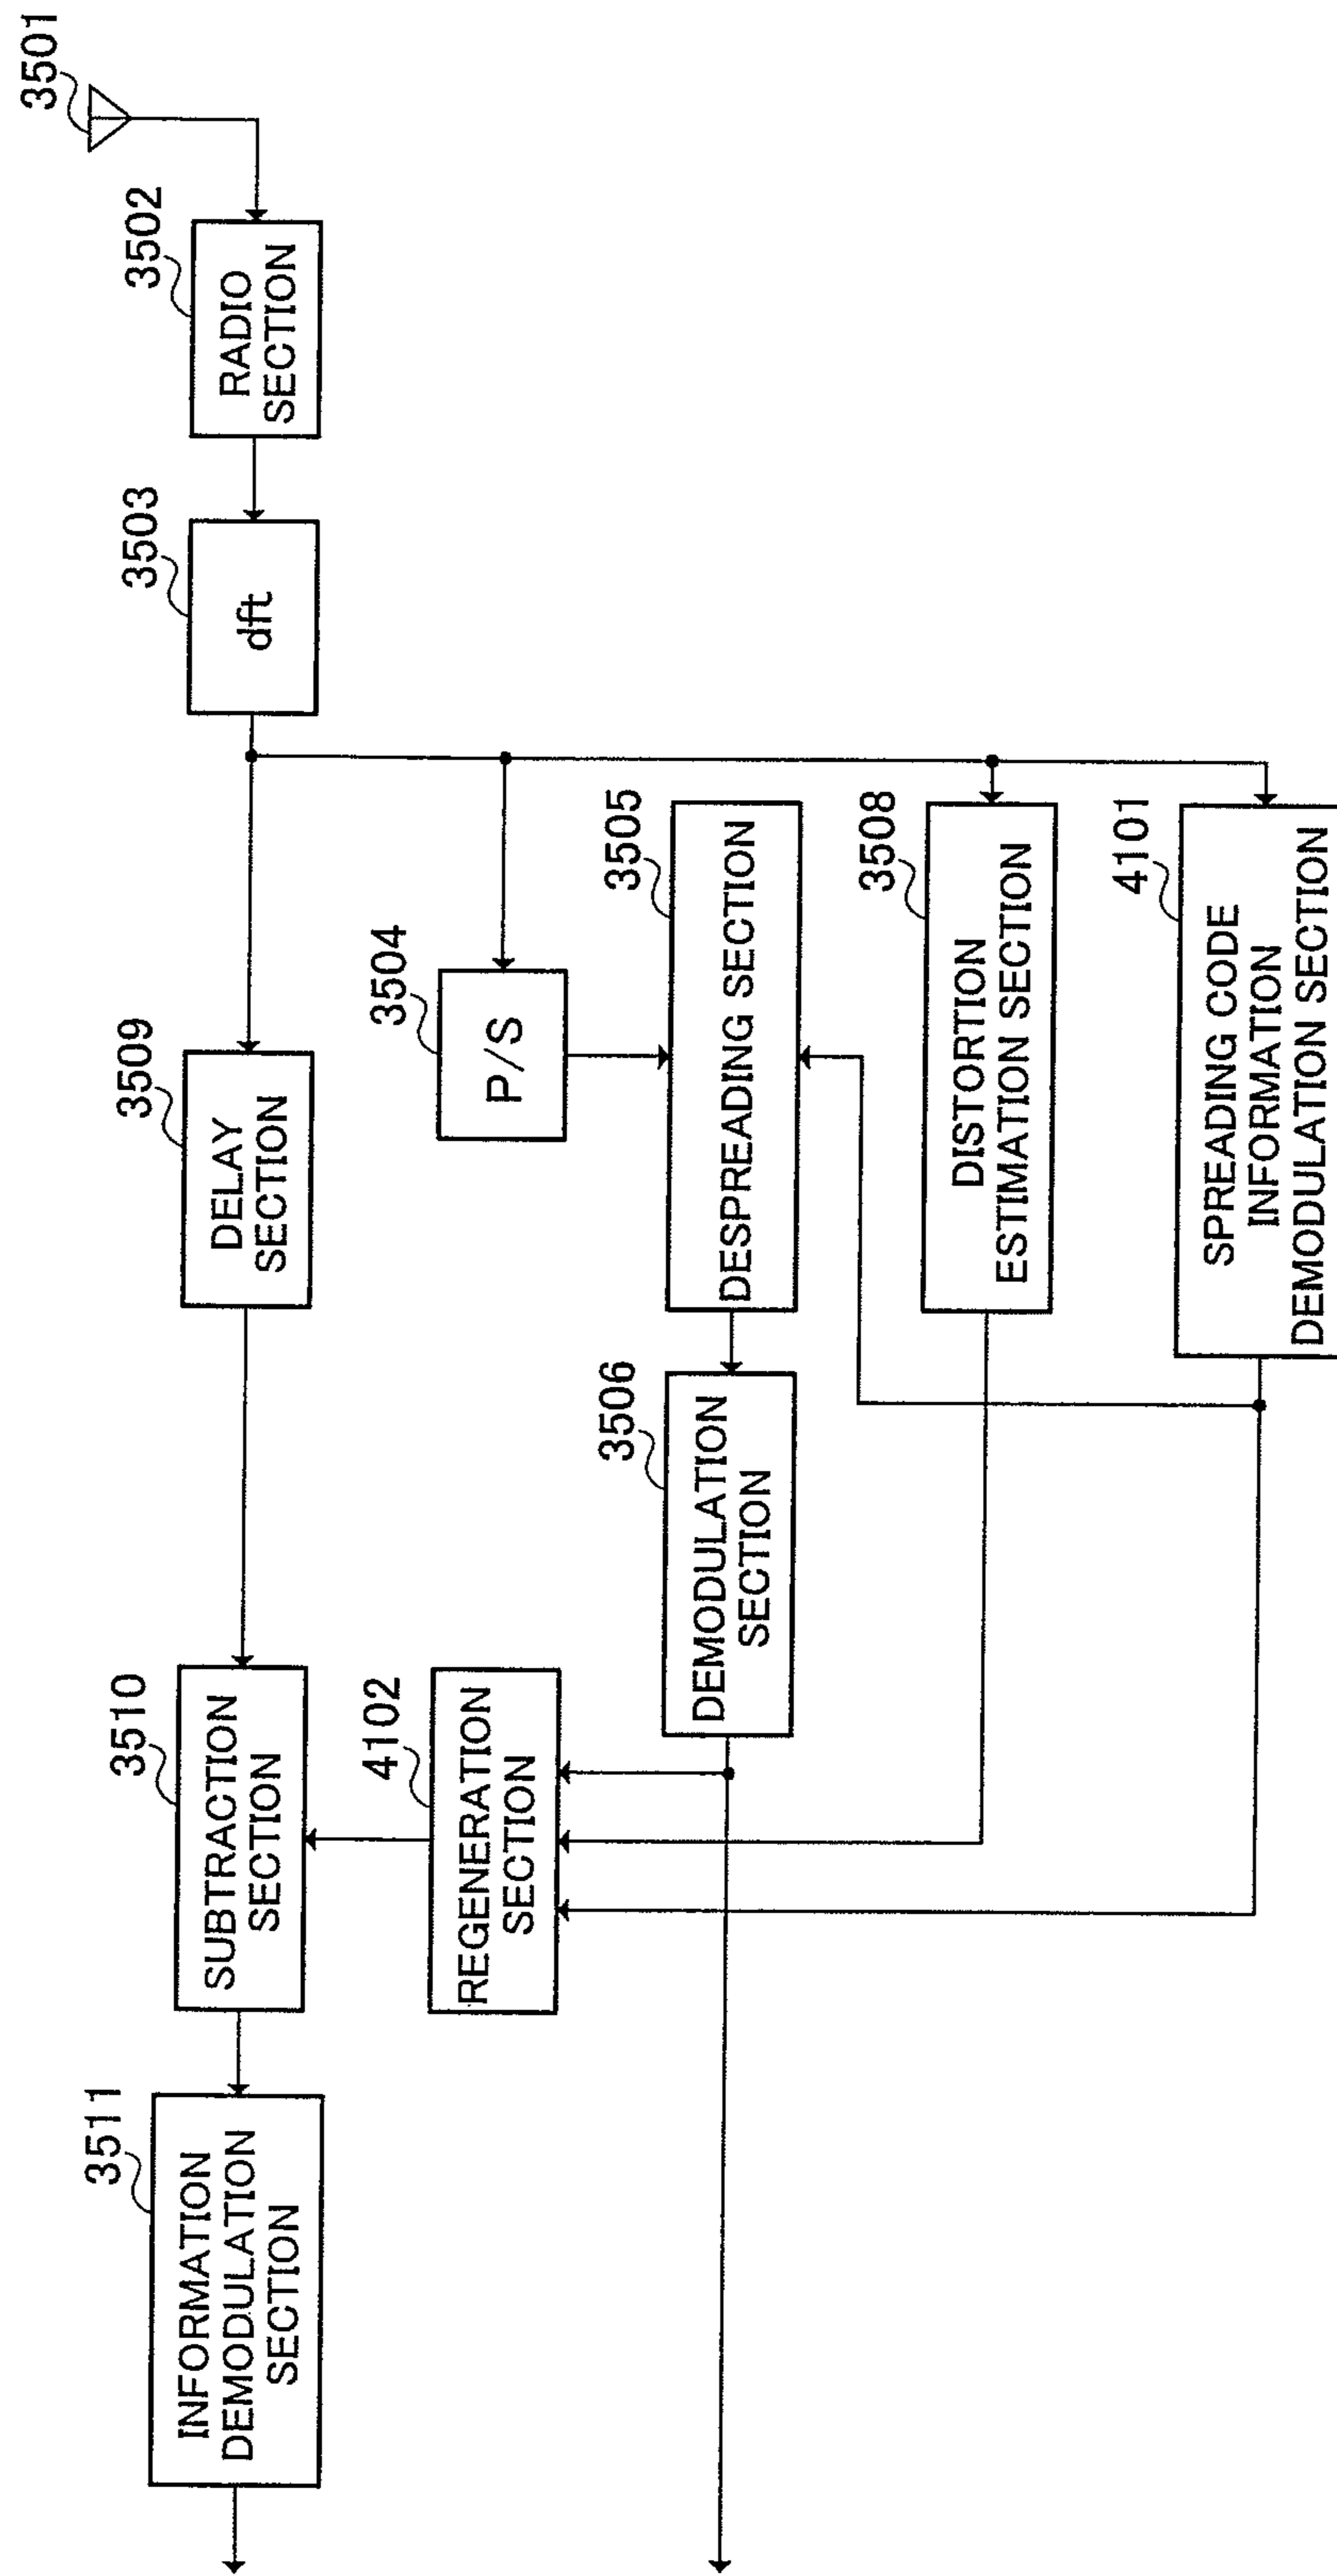 3501
3502
RADIO
SECTION
3503
dft
3509
DELAY
SECTION
3510
SUBTRACTION
SECTION
3511
INFORMATION
DEMODULATION
SECTION
3504
P/S
4102
REGENERATION
SECTION
3505
DESPREADING SECTION
3506
DEMODULATION
SECTION
3508
DISTORTION
ESTIMATION SECTION
4101
SPREADING CODE
INFORMATION
DEMODULATION SECTION